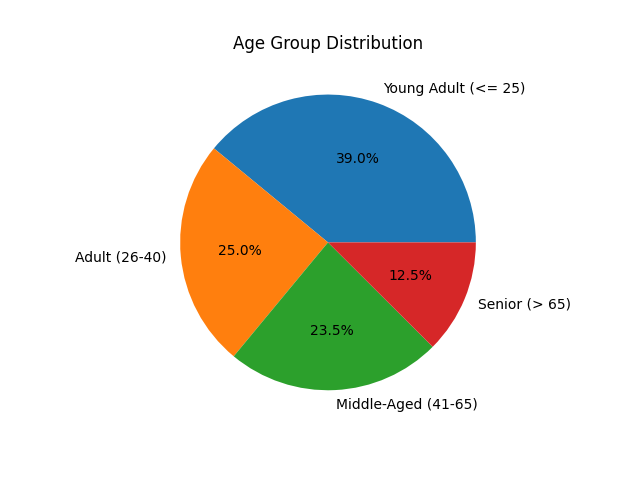 Age Group Distribution
Young Adult (<= 25)
39.0%
Adult (26-40)
25.0%
12.5%
Senior (> 65)
23.5%
Middle-Aged (41-65)